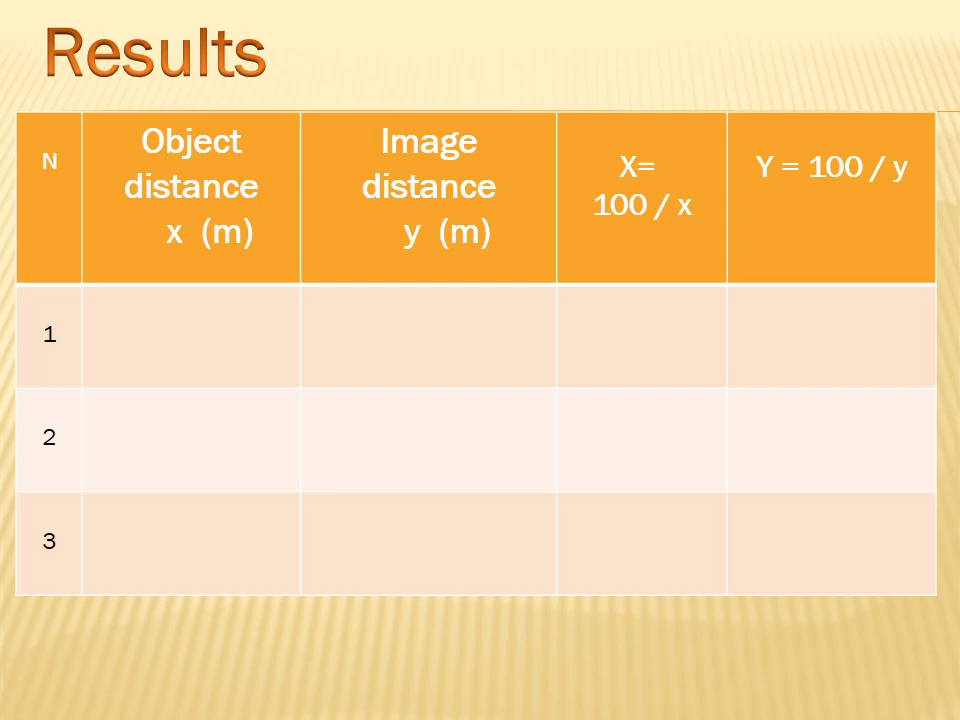 Results
N
Object
distance
x (m)
Image
distance
y (m)
X=
100 / x
Y = 100 / y
1
2
3